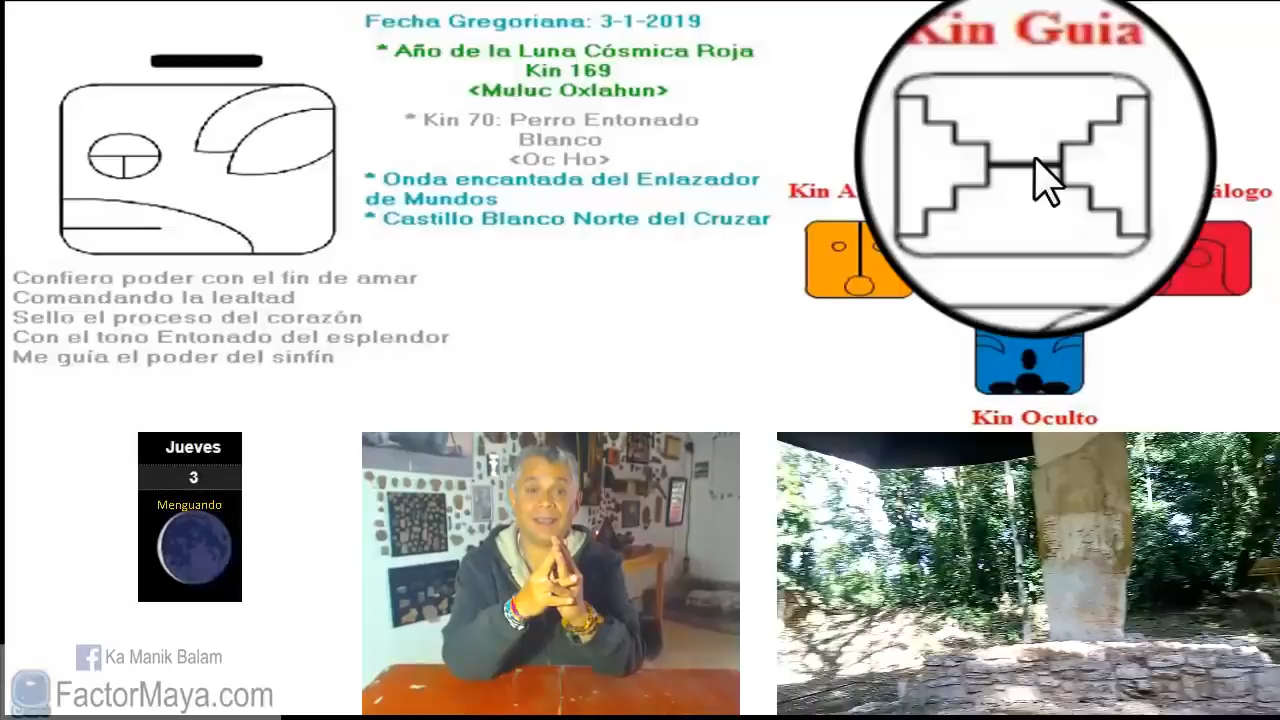 Fecha Gregoriana: 3-1-2019
* Año de la Luna Cósmica Roja
Kin 169
<Muluc Oxlahun>
* Kin 70: Perro Entonado
Blanco
<Oc Ho>
* Onda encantada del Enlazador
de Mundos
* Castillo Blanco Norte del Cruzar
Confiero poder con el fin de amar
Comandando la lealtad
Sello el proceso del corazón
Con el tono Entonado del esplendor
Me guía el poder del sinfín
Kin Guia
Kin A
álogo
Kin Oculto
Jueves
3
Menguando
Ka Manik Balam
FactorMaya.com